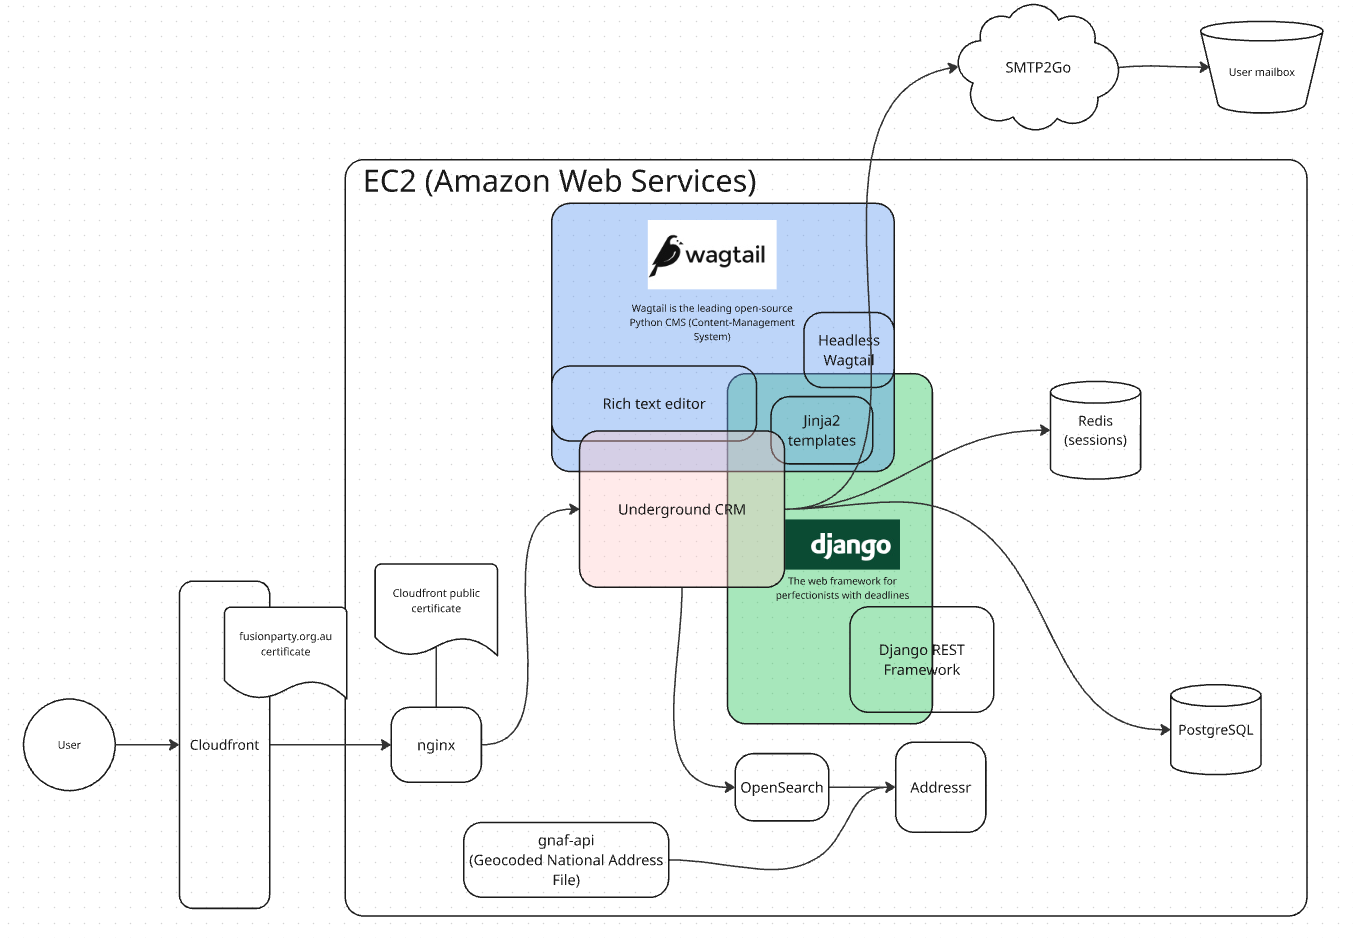 SMTP2Go
User mailbox
EC2 (Amazon Web Services)
wagtail
Wagtail is the leading open-source
Python CMS (Content-Management
System)
Headless
Wagtail
Rich text editor
Jinja2
templates
Redis
(sessions)
Underground CRM
django
The web framework for
perfectionists with deadlines
Cloudfront public
certificate
fusionparty.org.au
certificate
Django REST
Framework
User
Cloudfront
nginx
PostgreSQL
OpenSearch
Addressr
gnaf-api
(Geocoded National Address
File)